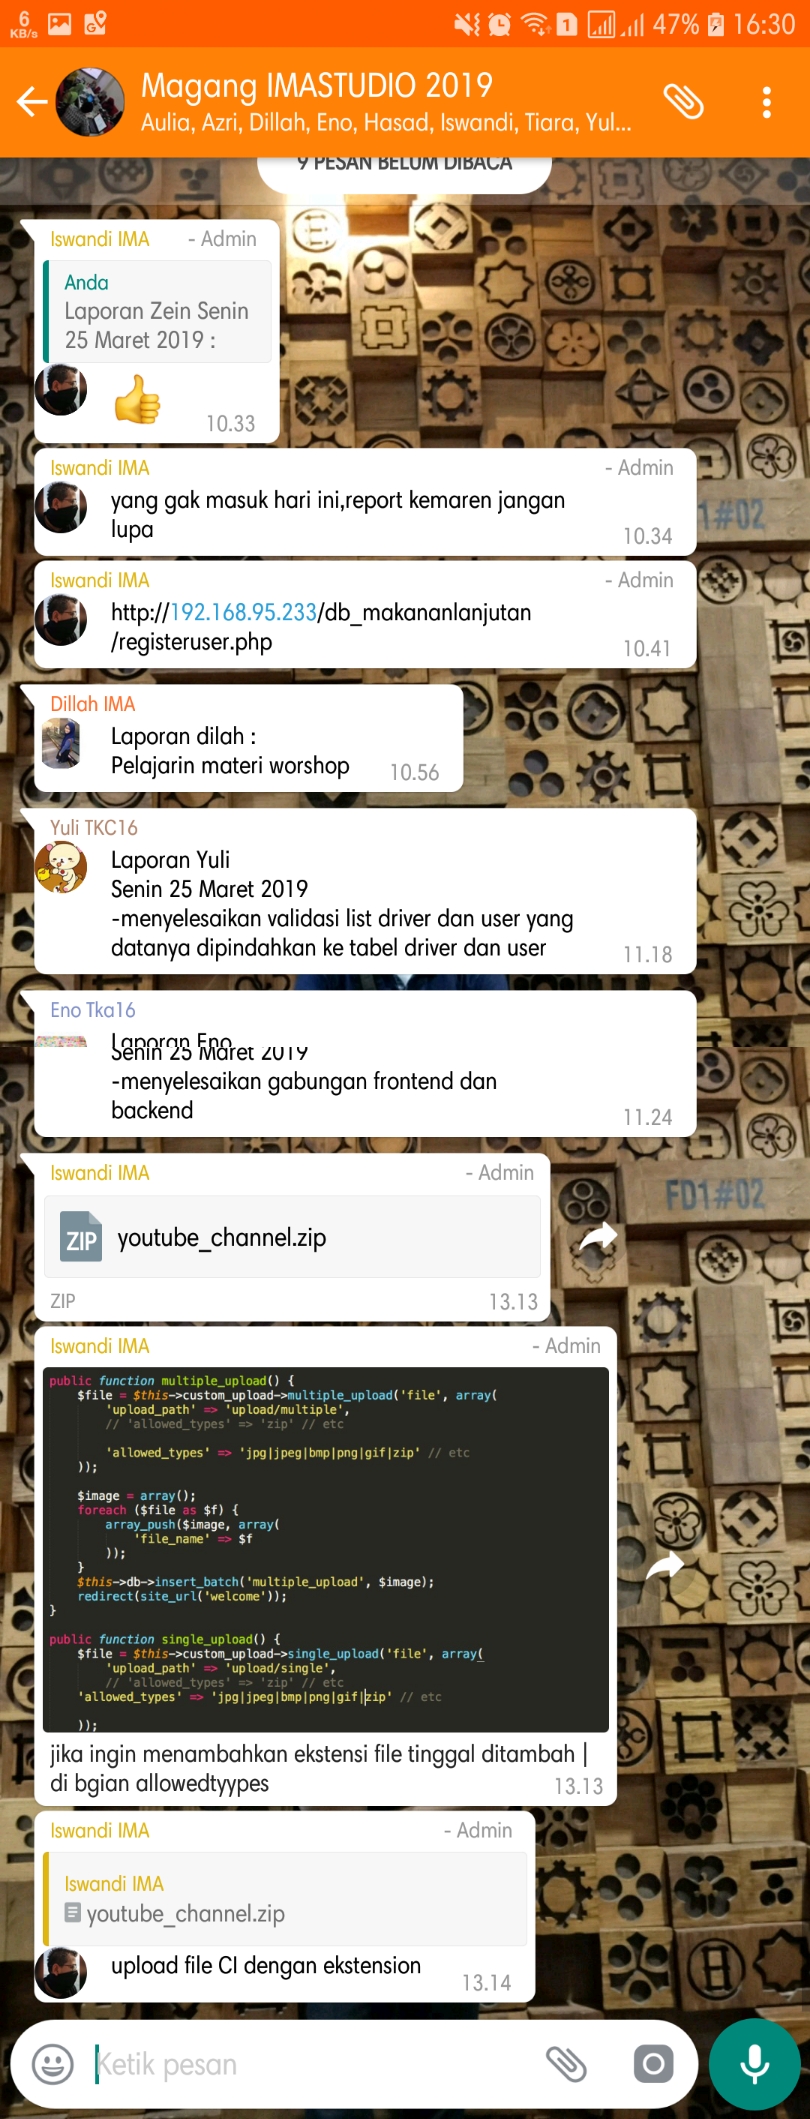 6
KB/s
1
47%
16:30
Magang IMASTUDIO 2019
Aulia, Azri, Dillah, Eno, Hasad, Iswandi, Tiara, Yul...
9 PESAN BELUM DIBACA
Iswandi IMA - Admin
Anda
Laporan Zein Senin
25 Maret 2019 :
10.33
Iswandi IMA - Admin
yang gak masuk hari ini,report kemaren jangan
lupa
10.34
1#02
Iswandi IMA - Admin
http://192.168.95.233/db_makananlanjutan
/registeruser.php
10.41
Dillah IMA
Laporan dilah :
Pelajarin materi worshop
10.56
Yuli TKC16
Laporan Yuli
Senin 25 Maret 2019
-menyelesaikan validasi list driver dan user yang
datanya dipindahkan ke tabel driver dan user
11.18
Eno Tka16
Laporan Eno
Senin 25 Maret 2019
-menyelesaikan gabungan frontend dan
backend
11.24
Iswandi IMA - Admin
FD1#02
ZIP youtube_channel.zip
ZIP 13.13
Iswandi IMA - Admin
public function multiple_upload() {
$file = $this->custom_upload->multiple_upload('file', array(
'upload_path' => 'upload/multiple',
// 'allowed_types' => 'zip' // etc
'allowed_types' => 'jpg|jpeg|bmp|png|gif|zip' // etc
));
$image = array();
foreach ($file as $f) {
array_push($image, array(
'file_name' => $f
));
}
$this->db->insert_batch('multiple_upload', $image);
redirect(site_url('welcome'));
}
public function single_upload() {
$file = $this->custom_upload->single_upload('file', array(
'upload_path' => 'upload/single',
// 'allowed_types' => 'zip' // etc
'allowed_types' => 'jpg|jpeg|bmp|png|gif|zip' // etc
));
jika ingin menambahkan ekstensi file tinggal ditambah |
di bgian allowedtyypes
13.13
Iswandi IMA - Admin
Iswandi IMA
youtube_channel.zip
upload file CI dengan ekstension
13.14
Ketik pesan